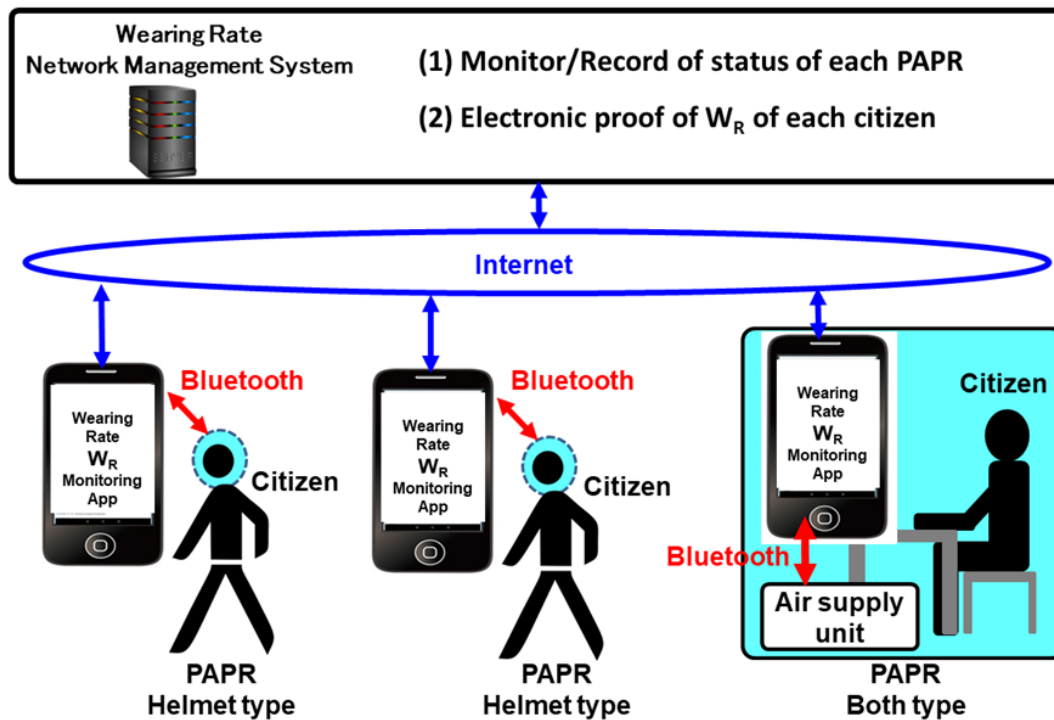 Wearing Rate
Network Management System
(1) Monitor/Record of status of each PAPR
(2) Electronic proof of WR of each citizen
Internet
Bluetooth
Wearing
Rate
WR
Monitoring
App
Citizen
PAPR
Helmet type
Bluetooth
Wearing
Rate
WR
Monitoring
App
Citizen
PAPR
Helmet type
Wearing
Rate
WR
Monitoring
App
Citizen
Bluetooth
Air supply
unit
PAPR
Both type